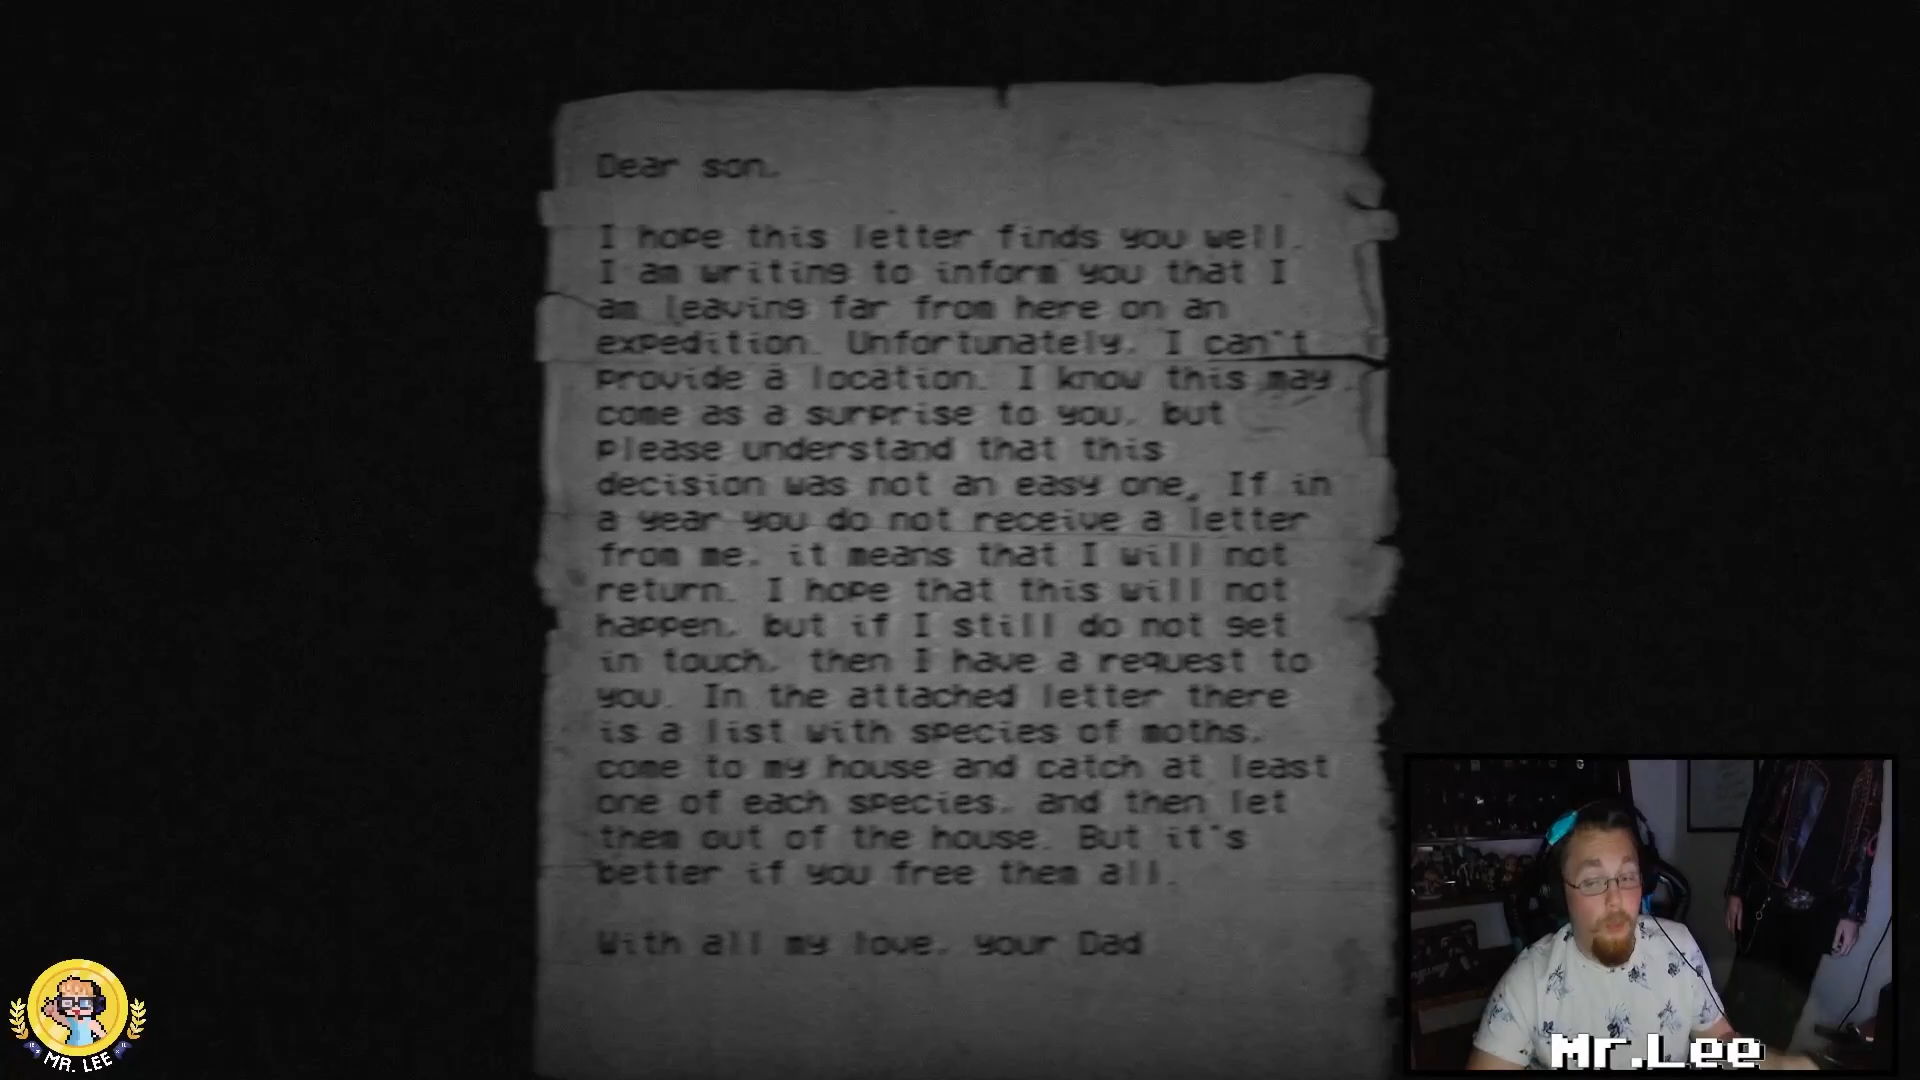 Dear son,
I hope this letter finds you well.
I am writing to inform you that I
am leaving far from here on an
expedition. Unfortunately, I can't
provide a location. I know this may
come as a surprise to you, but
please understand that this
decision was not an easy one. If in
a year you do not receive a letter
from me, it means that I will not
return. I hope that this will not
happen, but if I still do not get
in touch, then I have a request to
you. In the attached letter there
is a list with species of moths,
come to my house and catch at least
one of each species, and then let
them out of the house. But it's
better if you free them all.
With all my love, your Dad
MR. LEE
Mr.Lee